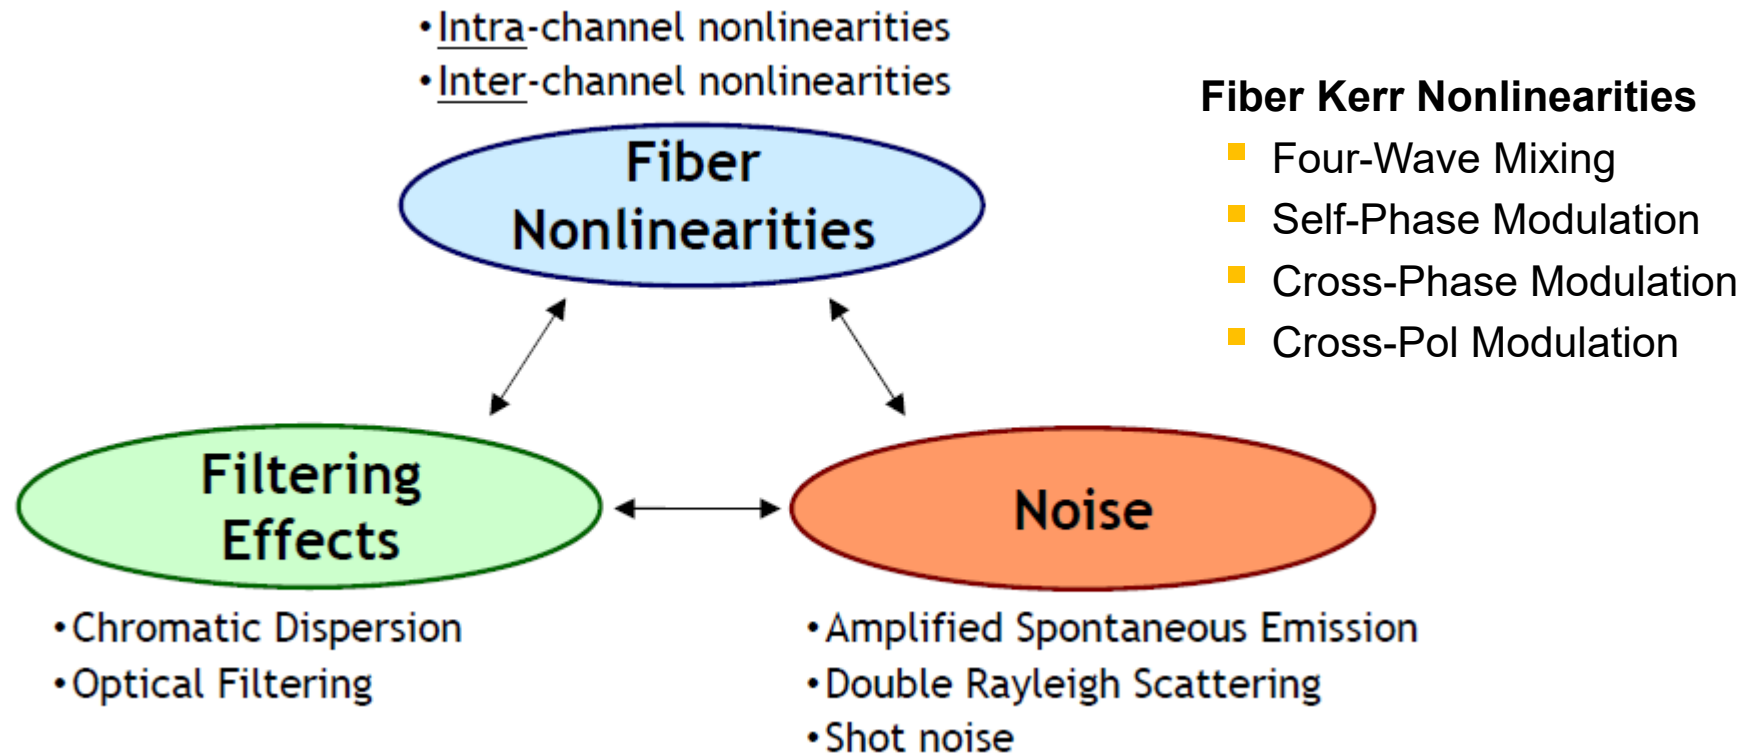 •Intra-channel nonlinearities
•Inter-channel nonlinearities
Fiber
Nonlinearities
Fiber Kerr Nonlinearities
▪ Four-Wave Mixing
▪ Self-Phase Modulation
▪ Cross-Phase Modulation
▪ Cross-Pol Modulation
Filtering
Effects
Noise
•Chromatic Dispersion
•Optical Filtering
•Amplified Spontaneous Emission
•Double Rayleigh Scattering
•Shot noise